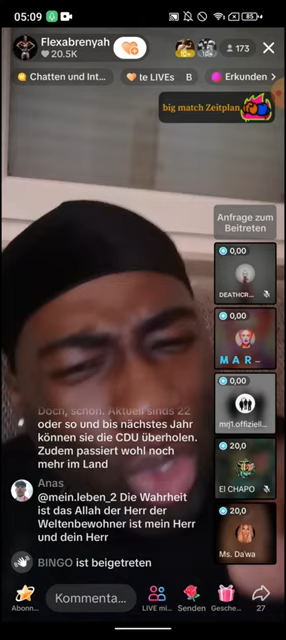 05:09
85
Flexabrenyah
20.5K
173
Chatten und Int...
te LIVEs B
Erkunden >
big match Zeitplan
Anfrage zum
Beitreten
0,00
DEATHCR...
0,00
M A R ...
0,00
mrj1.offiziell...
20,0
El CHAPO
20,0
Ms. Dawa
Doch, schon. Aktuell sinds 22
oder so und bis nächstes Jahr
können sie die CDU überholen.
Zudem passiert wohl noch
mehr im Land
Anas
@mein.leben_2 Die Wahrheit
ist das Allah der Herr der
Weltenbewohner ist mein Herr
und dein Herr
BINGO ist beigetreten
Abonn...
Kommenta...
LIVE mi...
Senden
Gesche...
27